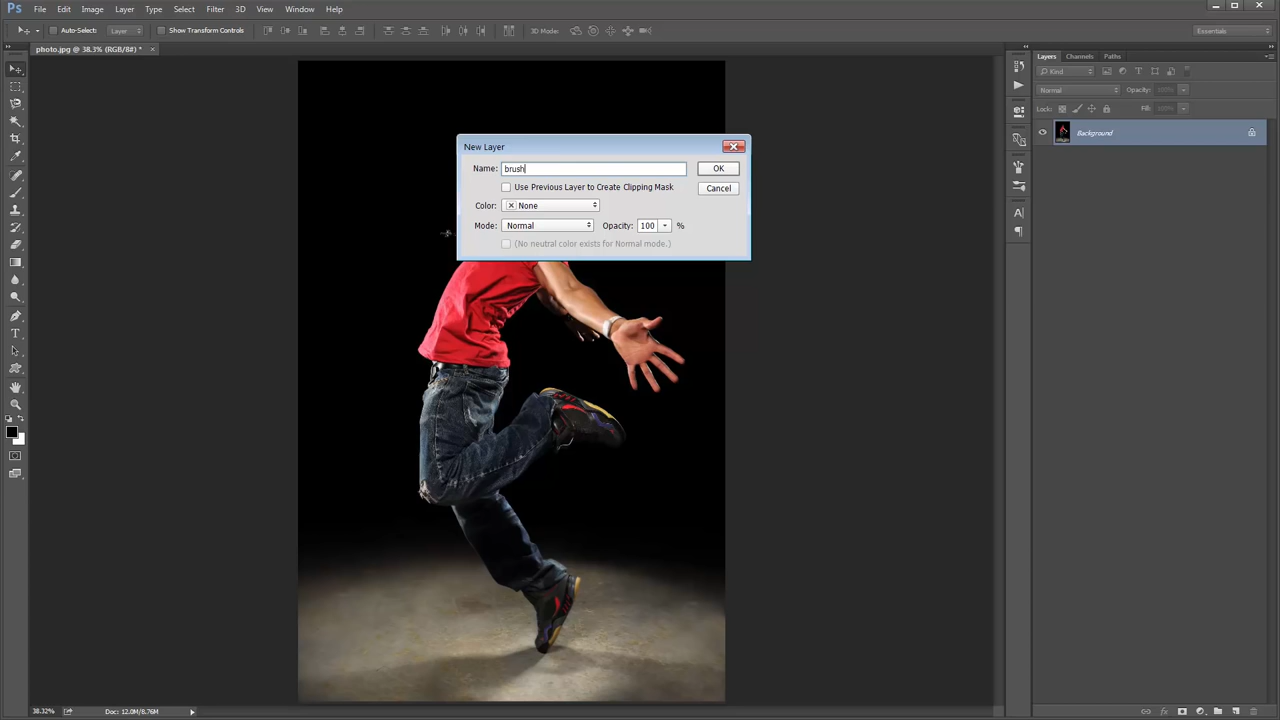 Ps File Edit Image Layer Type Select Filter 3D View Window Help
Auto-Select: Layer Show Transform Controls 3D Mode: Essentials
photo.jpg @ 38.3% (RGB/8#) * ×
Layers Channels Paths
Kind
Normal Opacity: 100%
Lock: Fill: 100%
Background
New Layer
Name: brush OK
Use Previous Layer to Create Clipping Mask Cancel
Color: None
Mode: Normal Opacity: 100 %
(No neutral color exists for Normal mode.)
38.32% Doc: 12.0M/8.76M